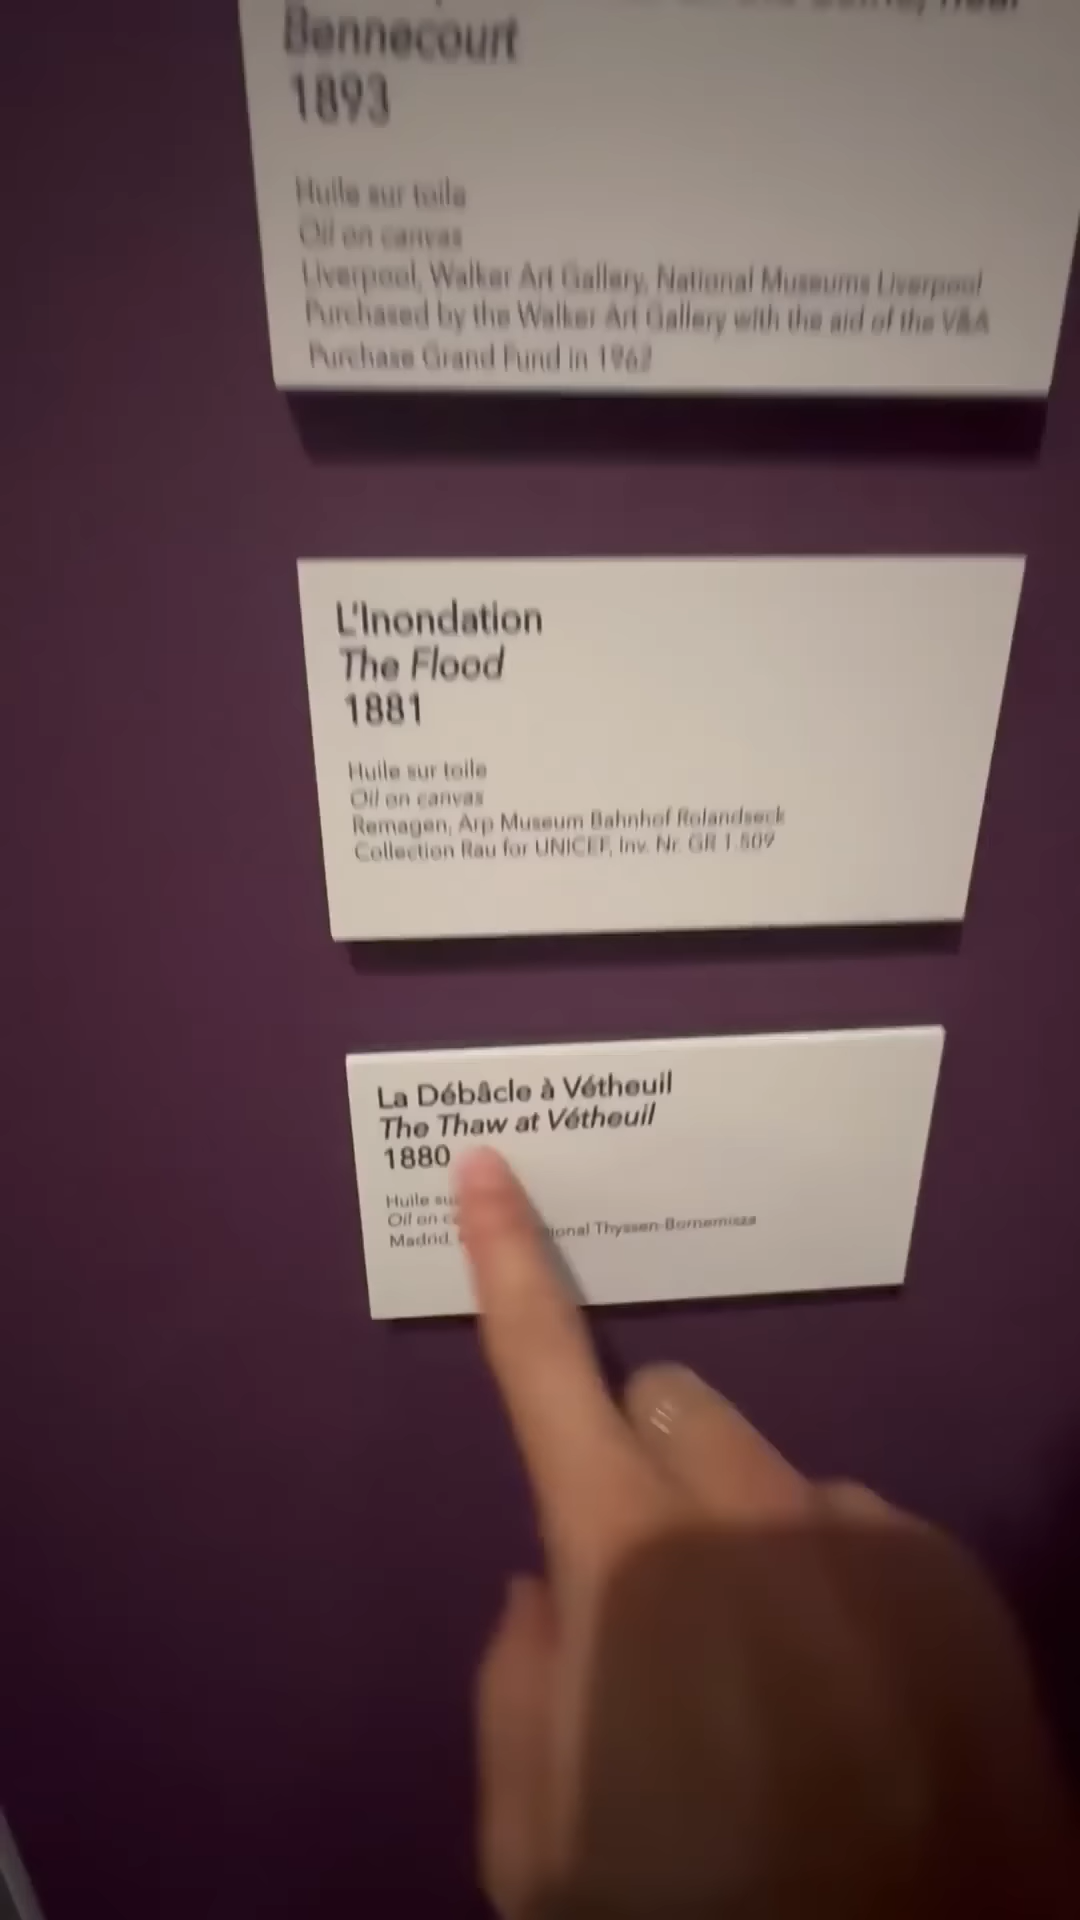 Bennecourt
1893
Huile sur toile
Oil on canvas
Liverpool, Walker Art Gallery, National Museums Liverpool
Purchased by the Walker Art Gallery with the aid of the V&A
Purchase Grand Fund in 1962
L'Inondation
The Flood
1881
Huile sur toile
Oil on canvas
Remagen, Arp Museum Bahnhof Rolandseck
Collection Rau for UNICEF, Inv. Nr. GR 1.509
La Débâcle à Vétheuil
The Thaw at Vétheuil
1880
Huile
Oil on
Madrid, Thyssen-Bornemisza